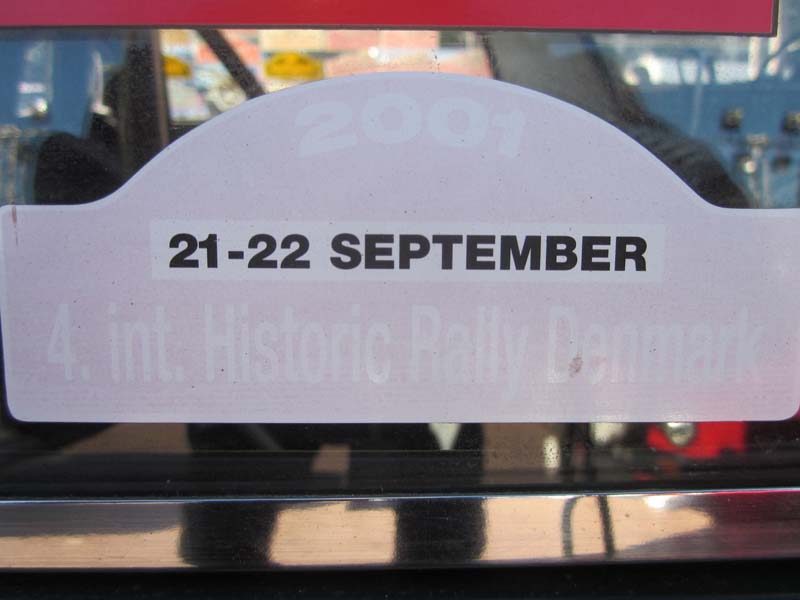 2001
21-22 SEPTEMBER
4. int. Historic Rally Denmark